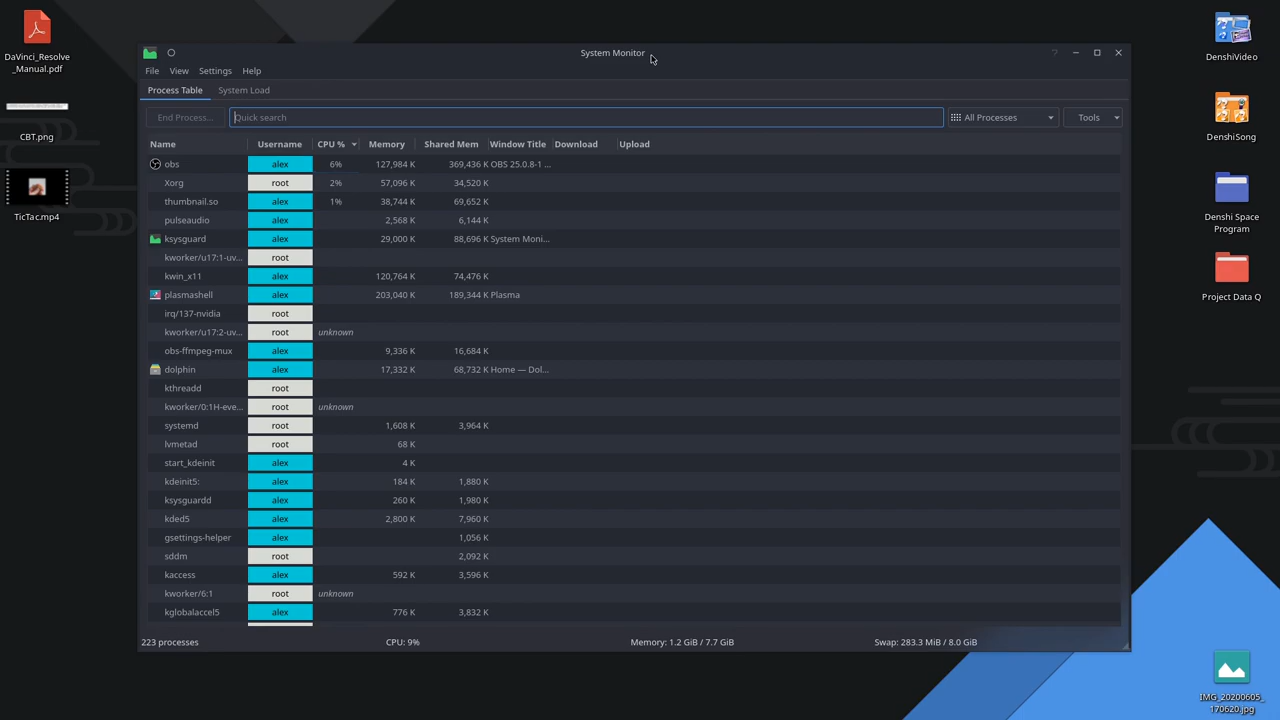 DaVinci_Resolve
_Manual.pdf
CBT.png
TicTac.mp4
System Monitor
File View Settings Help
Process Table System Load
End Process... Quick search All Processes Tools
Name Username CPU % Memory Shared Mem Window Title Download Upload
obs alex 6% 127,984 K 369,436 K OBS 25.0.8-1 ...
Xorg root 2% 57,096 K 34,520 K
thumbnail.so alex 1% 38,744 K 69,652 K
pulseaudio alex 2,568 K 6,144 K
ksysguard alex 29,000 K 88,696 K System Moni...
kworker/u17:1-uv... root
kwin_x11 alex 120,764 K 74,476 K
plasmashell alex 203,040 K 189,344 K Plasma
irq/137-nvidia root
kworker/u17:2-uv... root unknown
obs-ffmpeg-mux alex 9,336 K 16,684 K
dolphin alex 17,332 K 68,732 K Home — Dol...
kthreadd root
kworker/0:1H-eve... root unknown
systemd alex 1,608 K 3,964 K
lvmetad root 68 K
start_kdeinit alex 4 K
kdeinit5: alex 184 K 1,880 K
ksysguardd alex 260 K 1,980 K
kded5 alex 2,800 K 7,960 K
gsettings-helper alex 1,056 K
sddm root 2,092 K
kaccess alex 592 K 3,596 K
kworker/6:1 root unknown
kglobalaccel5 alex 776 K 3,832 K
223 processes CPU: 9% Memory: 1.2 GiB / 7.7 GiB Swap: 283.3 MiB / 8.0 GiB
DenshiVideo
DenshiSong
Denshi Space
Program
Project Data Q
IMG_20200605_
170620.jpg